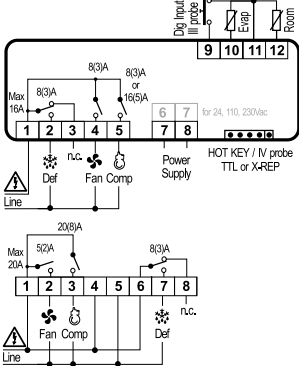 Dig Input
III probe
Evap
Room
9 10 11 12
8(3)A
8(3)A
or
16(5)A
8(3)A
Max
16A
6 7
for 24, 110, 230Vac
1 2 3 4 5
7 8
n.c.
Def
Fan Comp
Power
Supply
HOT KEY / IV probe
TTL or X-REP
Line
20(8)A
5(2)A
8(3)A
Max
20A
1 2 3 4 5 6 7 8
n.c.
Fan Comp
Def
Line